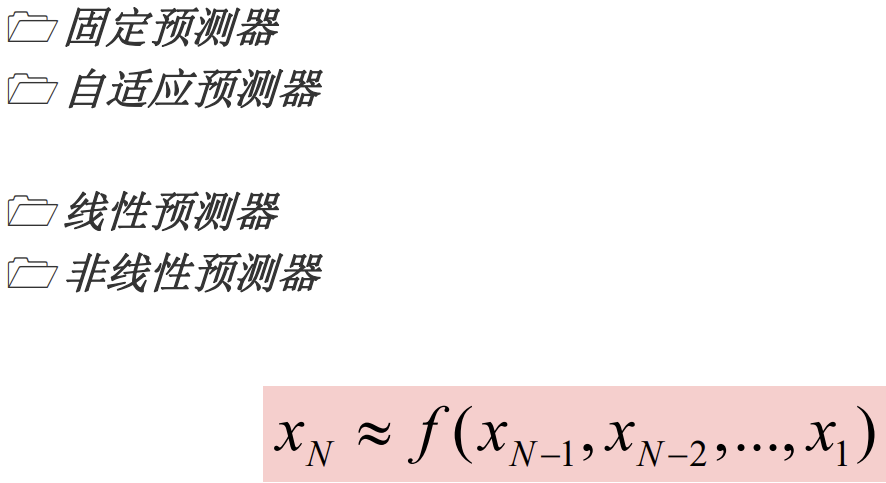 固定预测器
自适应预测器
线性预测器
非线性预测器
x_N ≈ f(x_{N-1}, x_{N-2}, ..., x_1)